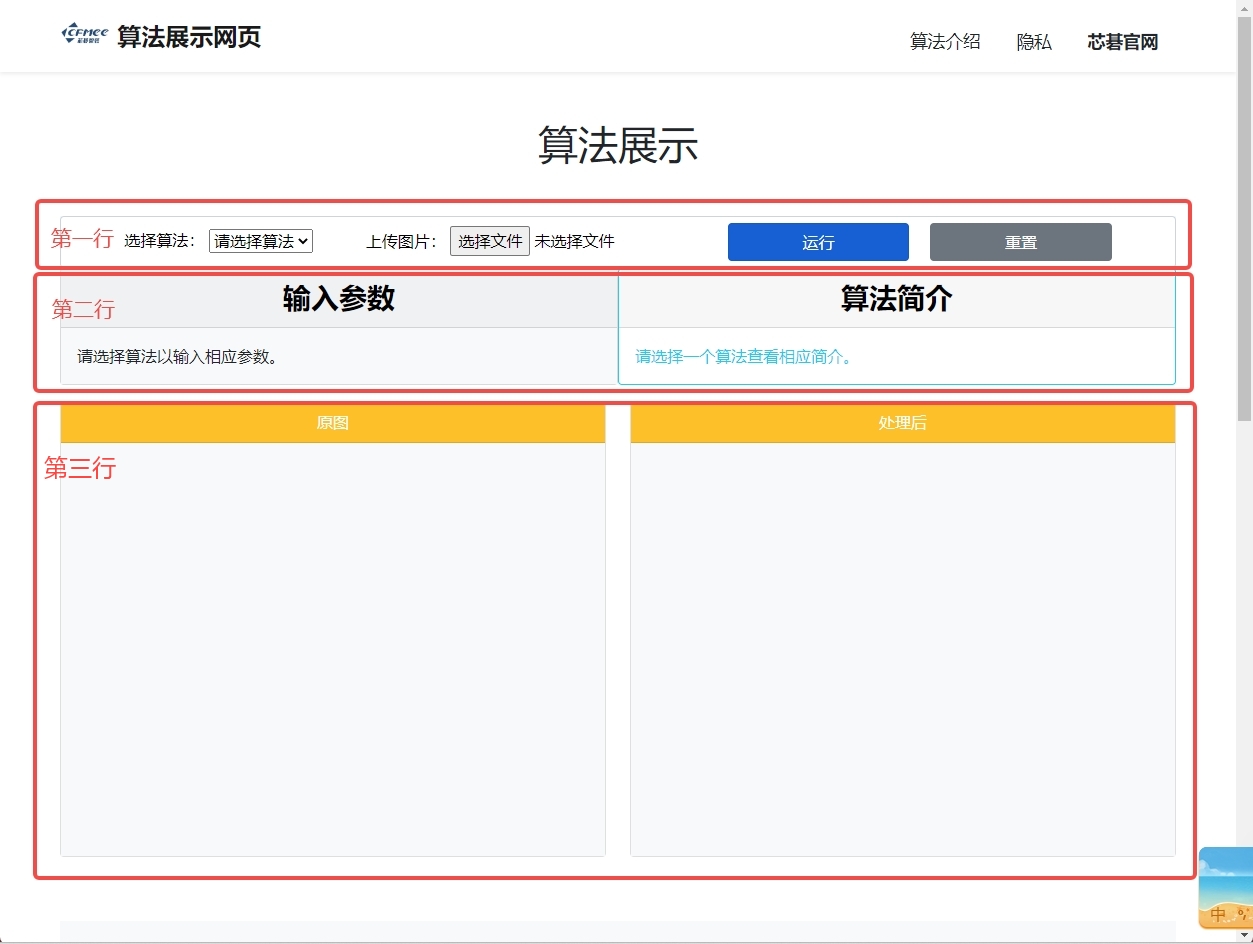 CFMEE 算法展示网页
算法介绍 隐私 芯碁官网
算法展示
第一行 选择算法： 请选择算法 上传图片： 选择文件 未选择文件 运行 重置
第二行 输入参数 算法简介
请选择算法以输入相应参数。 请选择一个算法查看相应简介。
原图 处理后
第三行
中